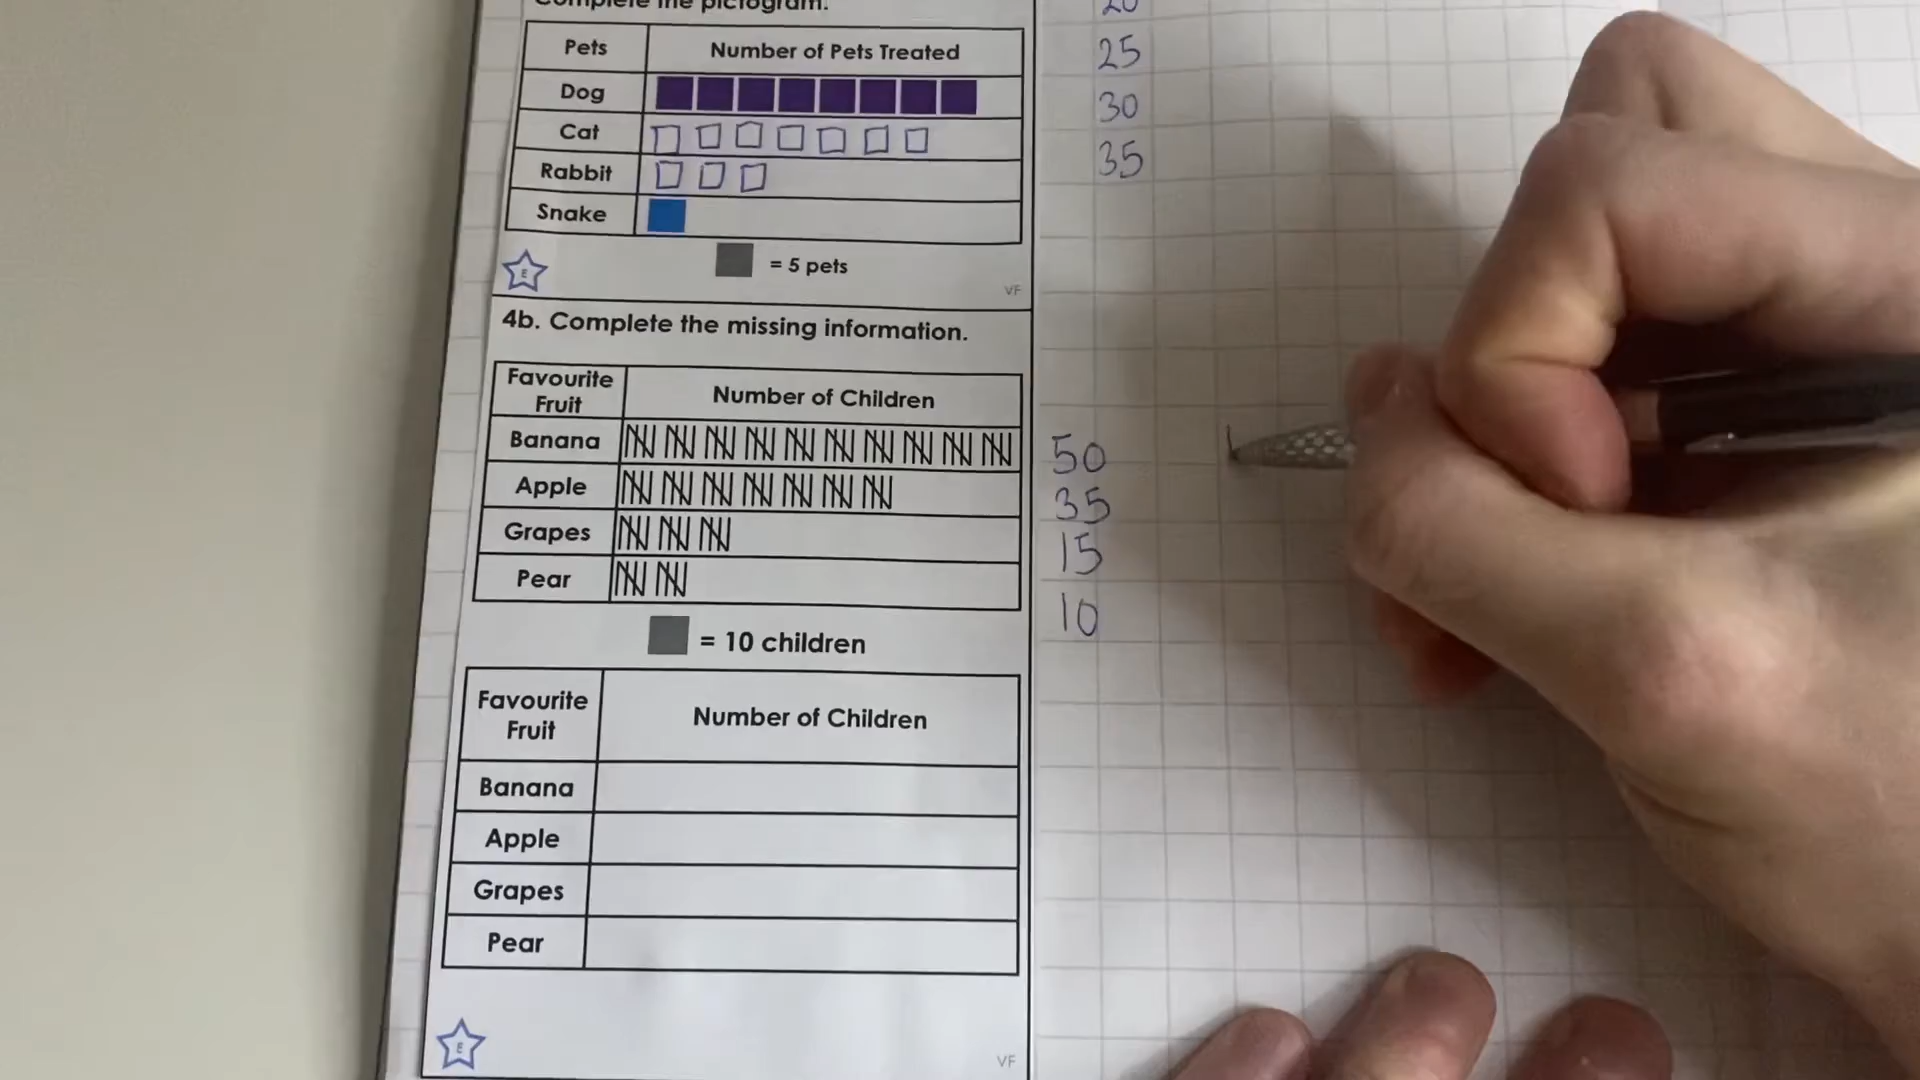 Complete the pictogram.
Pets Number of Pets Treated
Dog
Cat
Rabbit
Snake
= 5 pets
E
VF
20
25
30
35
4b. Complete the missing information.
Favourite Fruit Number of Children
Banana
Apple
Grapes
Pear
50
35
15
10
= 10 children
Favourite Fruit Number of Children
Banana
Apple
Grapes
Pear
E
VF